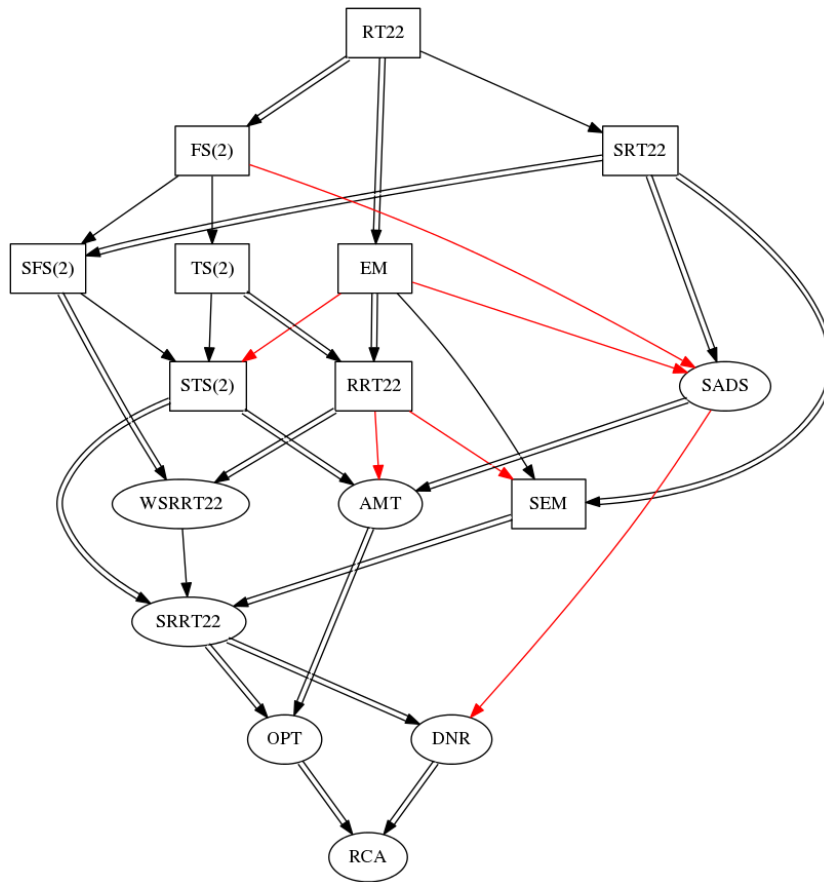 RT22
FS(2)
SRT22
SFS(2)
TS(2)
EM
STS(2)
RRT22
SADS
WSRRT22
AMT
SEM
SRRT22
OPT
DNR
RCA